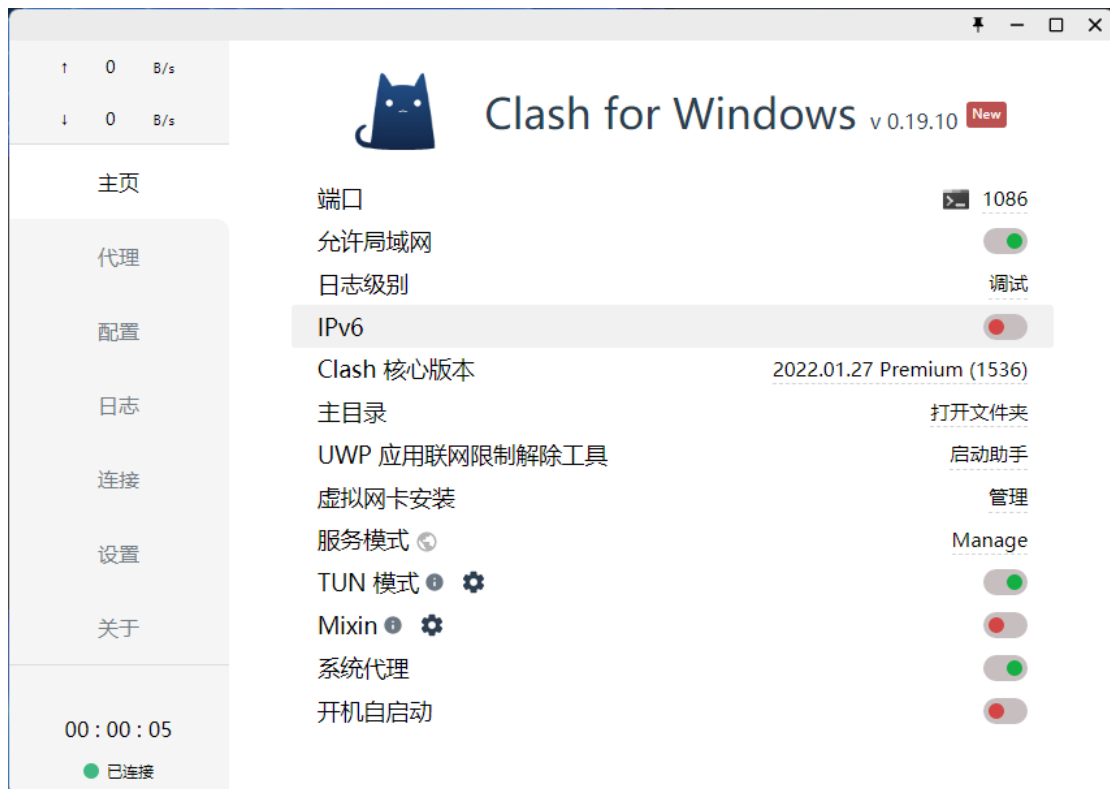 ↑ 0 B/s
↓ 0 B/s
主页
代理
配置
日志
连接
设置
关于
00 : 00 : 05
已连接
Clash for Windows v 0.19.10 New
端口 1086
允许局域网
日志级别 调试
IPv6
Clash 核心版本 2022.01.27 Premium (1536)
主目录 打开文件夹
UWP 应用联网限制解除工具 启动助手
虚拟网卡安装 管理
服务模式 Manage
TUN 模式
Mixin
系统代理
开机自启动